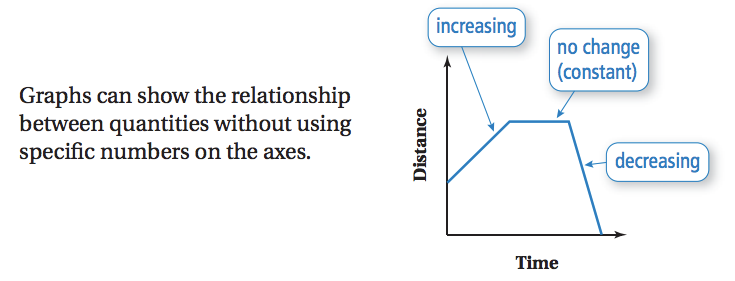 Graphs can show the relationship
between quantities without using
specific numbers on the axes.
increasing
no change
(constant)
decreasing
Distance
Time